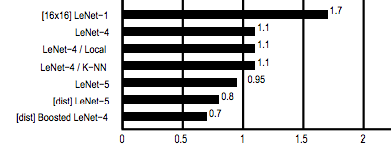 [16x16] LeNet-1 1.7
LeNet-4 1.1
LeNet-4 / Local 1.1
LeNet-4 / K-NN 1.1
LeNet-5 0.95
[dist] LeNet-5 0.8
[dist] Boosted LeNet-4 0.7
0 0.5 1 1.5 2